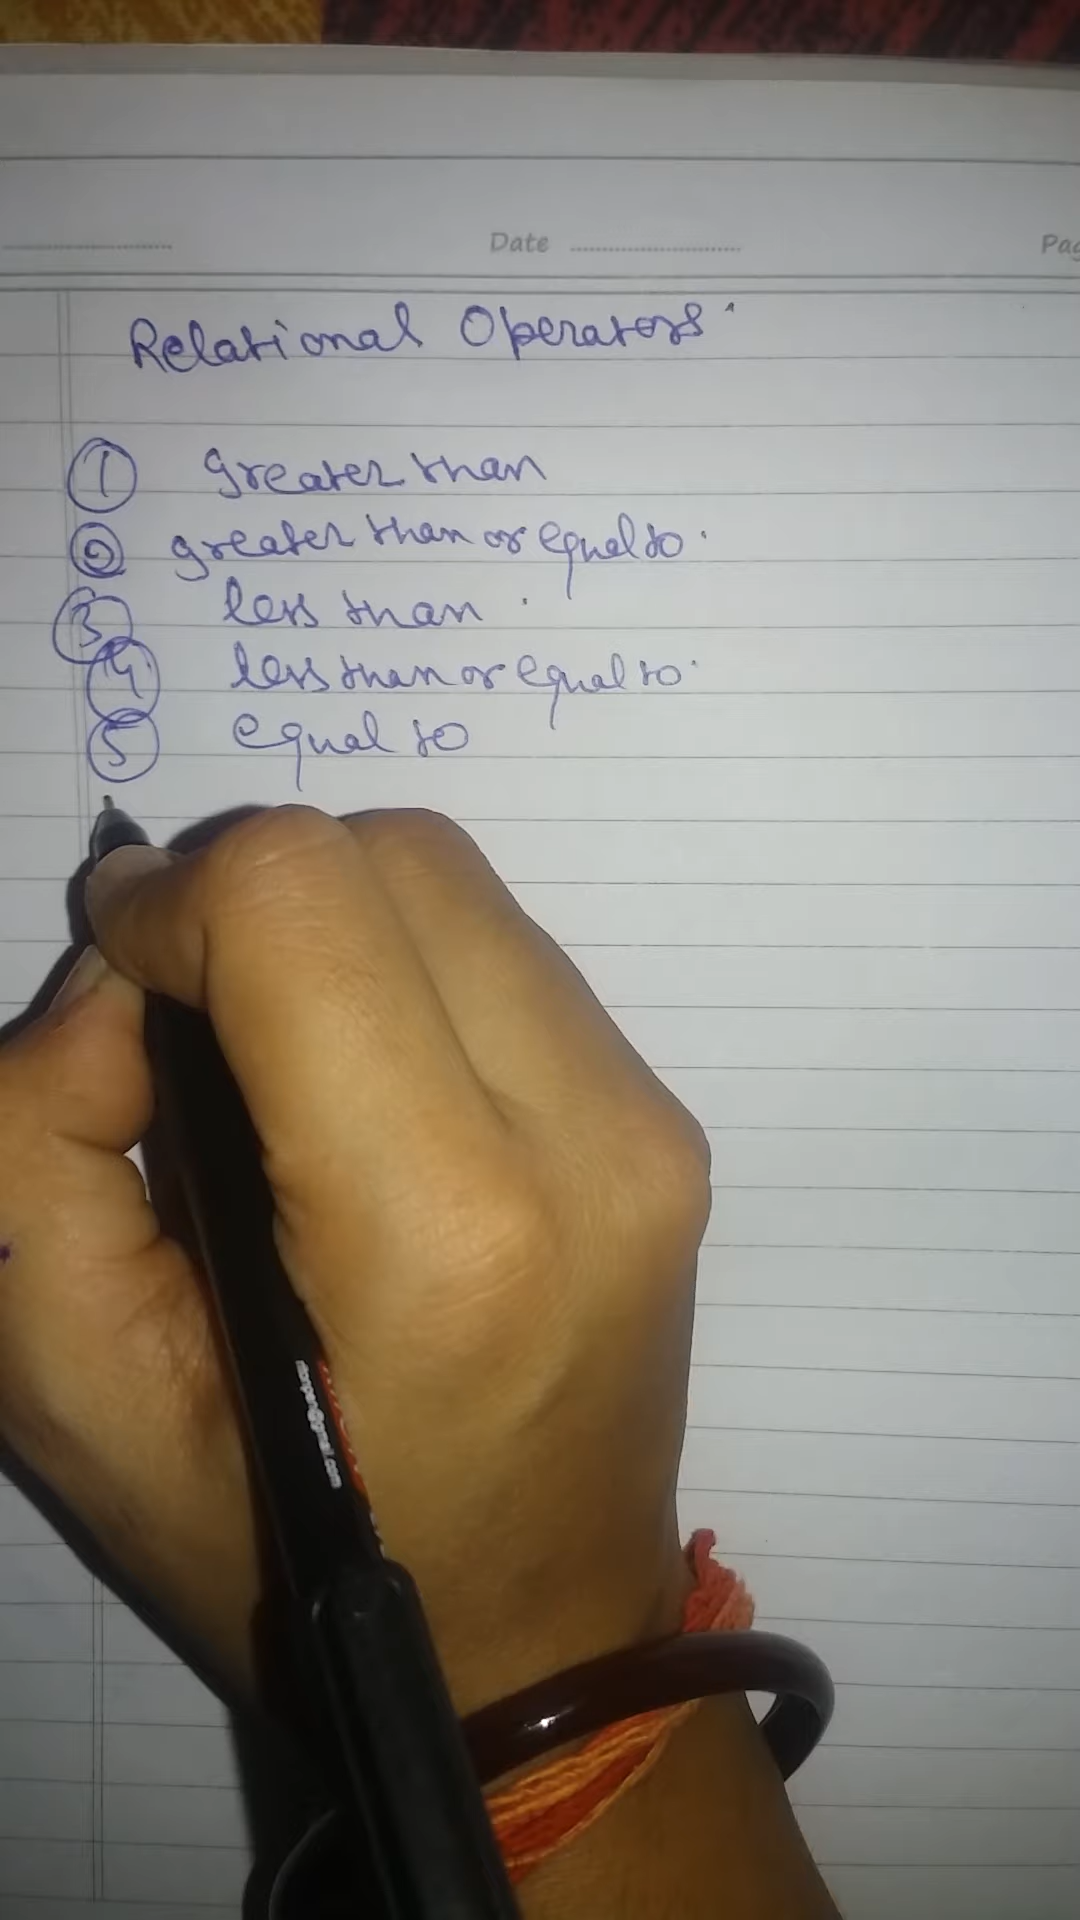 Date
Pag
Relational Operators
1 greater than
2 greater than or equal to.
3 less than .
4 less than or equal to.
5 equal to